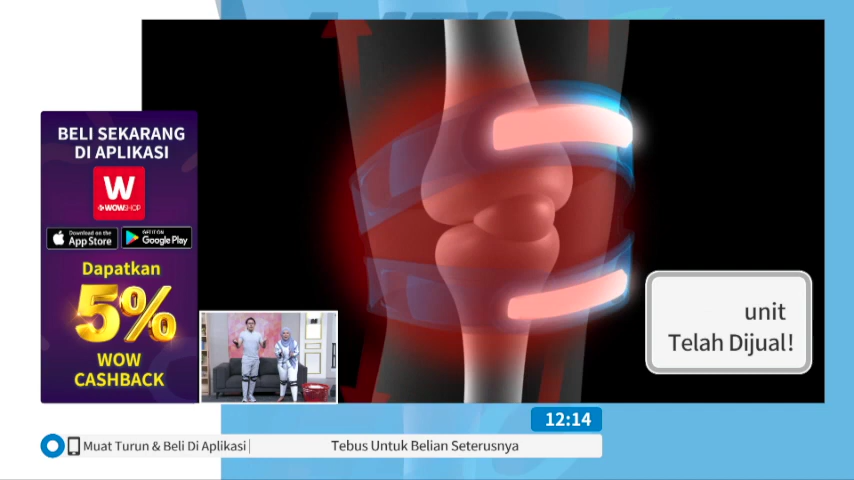 BELI SEKARANG
DI APLIKASI
W
WOWSHOP
Download on the
App Store
GET IT ON
Google Play
Dapatkan
5%
WOW
CASHBACK
unit
Telah Dijual!
12:14
Muat Turun & Beli Di Aplikasi
Tebus Untuk Belian Seterusnya